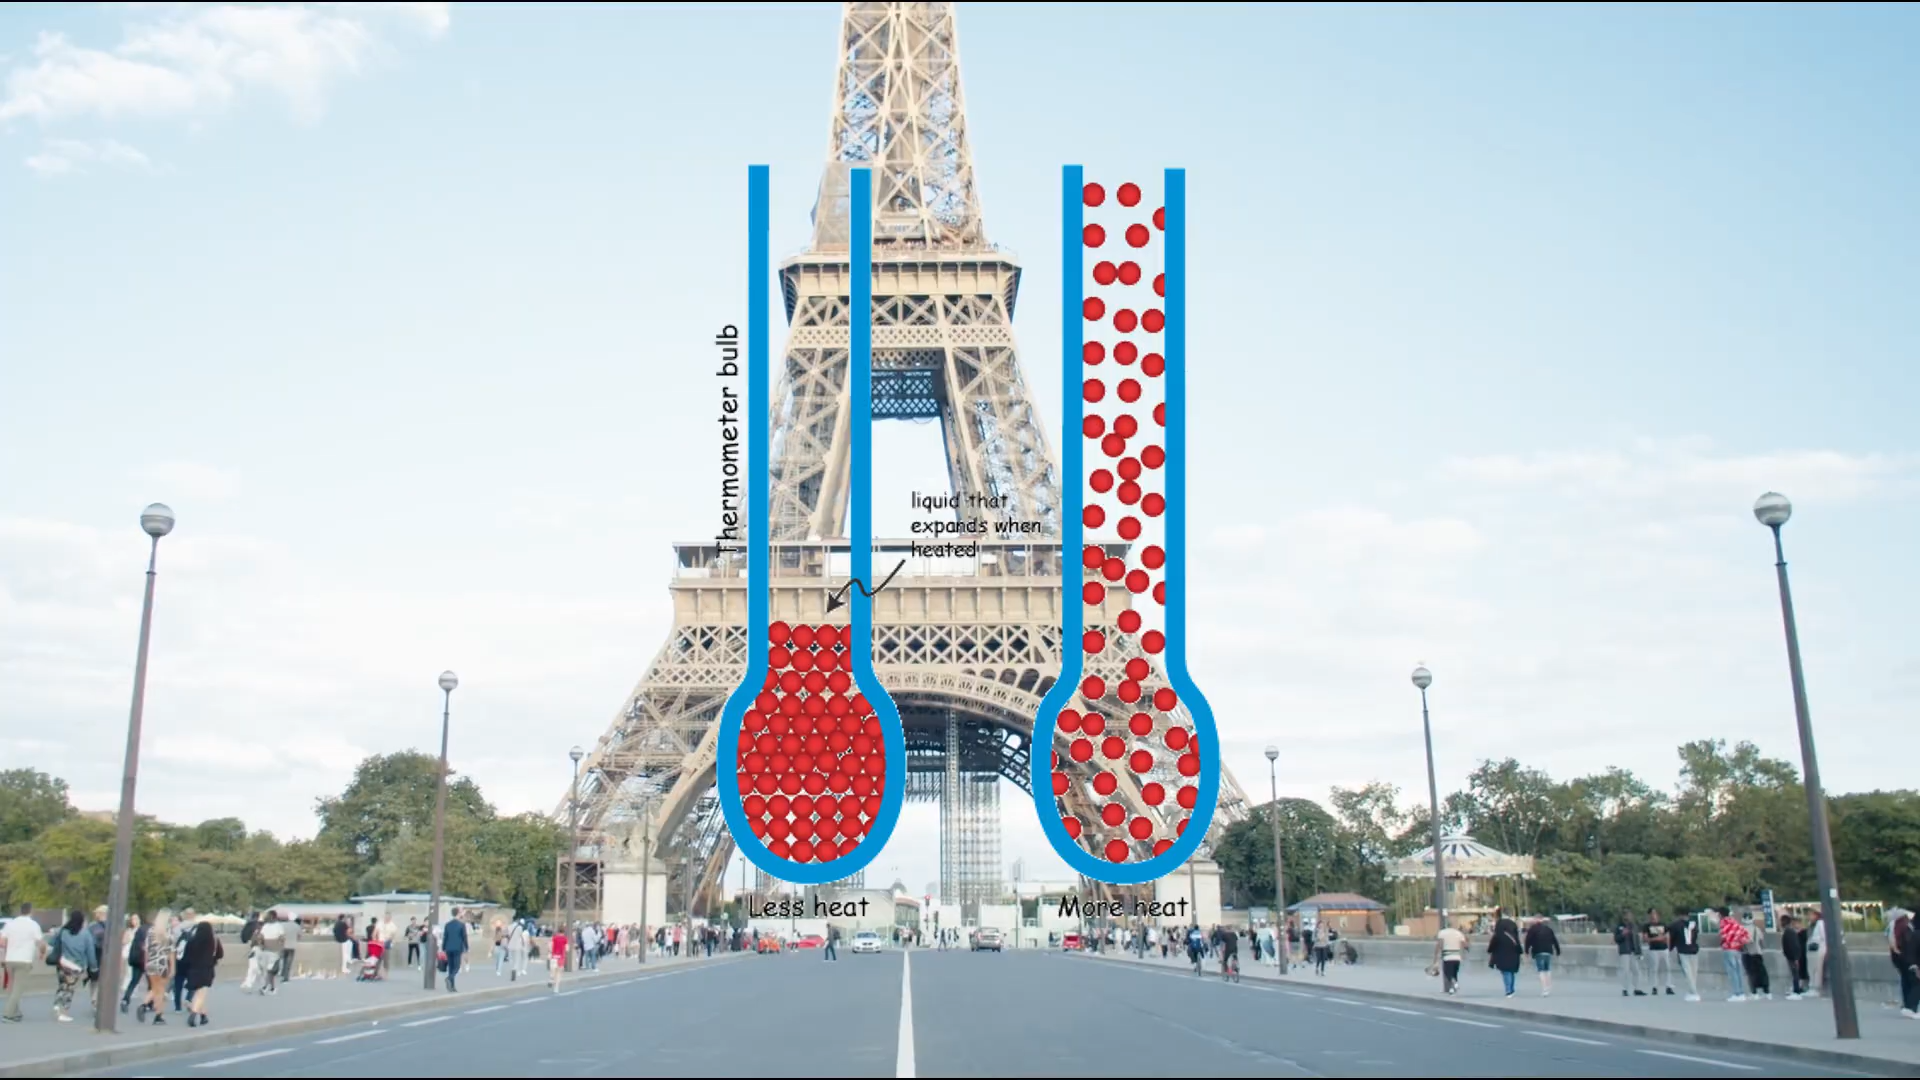 Thermometer bulb
liquid that
expands when
heated
Less heat
More heat